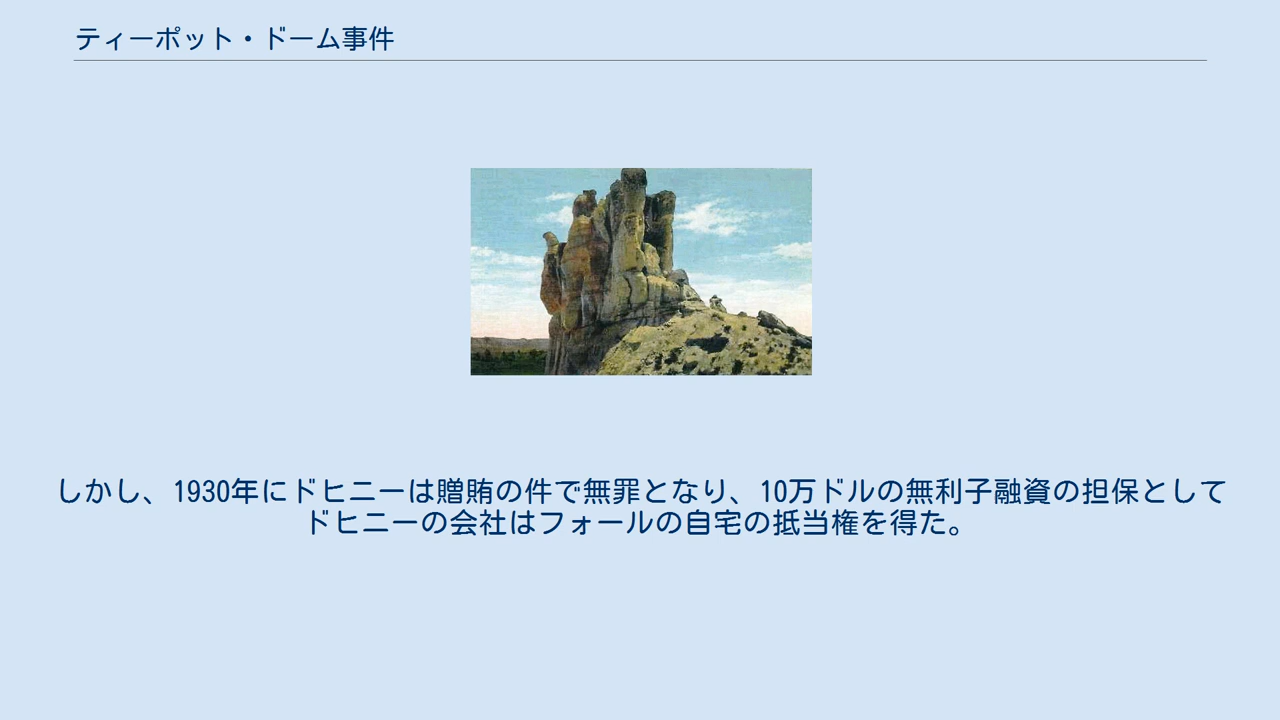 ティーポット・ドーム事件
しかし、1930年にドヒニーは贈賄の件で無罪となり、10万ドルの無利子融資の担保として
ドヒニーの会社はフォールの自宅の抵当権を得た。